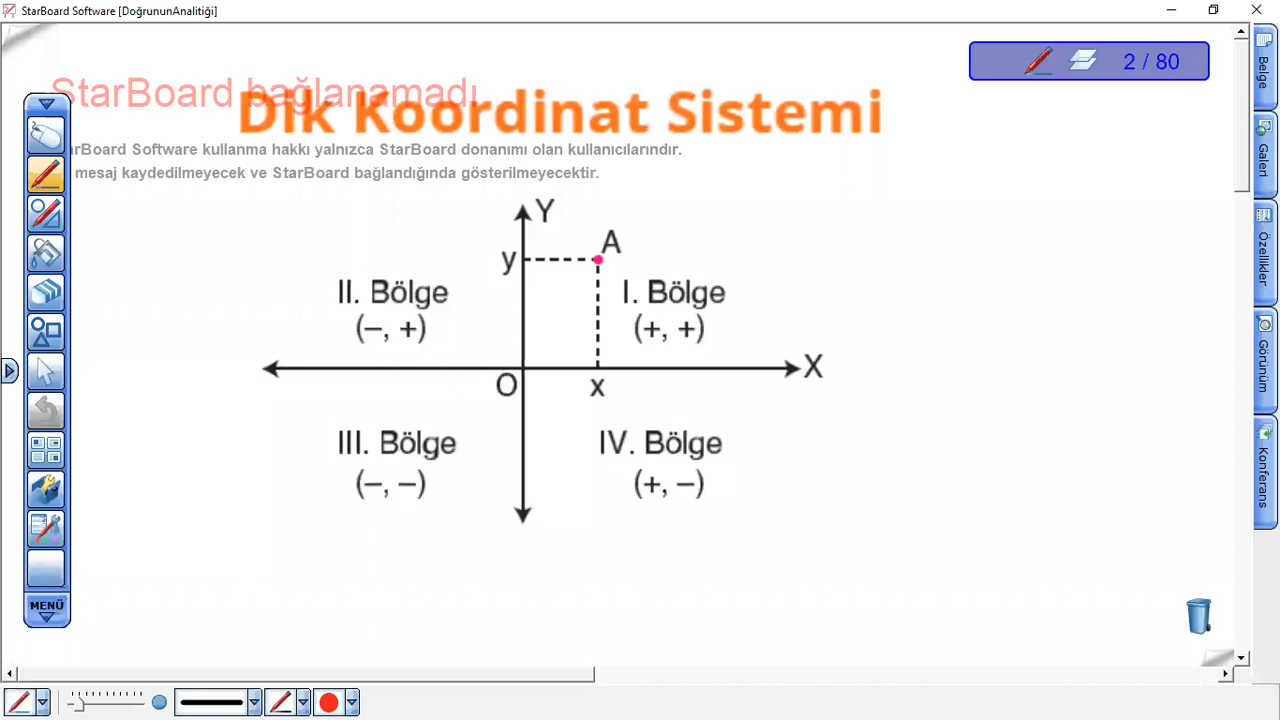 StarBoard Software [DoğrununAnalitiği]
2 / 80
StarBoard bağlanamadı
Dik Koordinat Sistemi
arBoard Software kullanma hakkı yalnızca StarBoard donanımı olan kullanıcılarındır.
mesaj kaydedilmeyecek ve StarBoard bağlandığında gösterilmeyecektir.
Y
A
y
II. Bölge
I. Bölge
(–, +)
(+, +)
X
O
x
III. Bölge
IV. Bölge
(–, –)
(+, –)
MENÜ
Belge
Galeri
Özellikler
Görünüm
Konferans